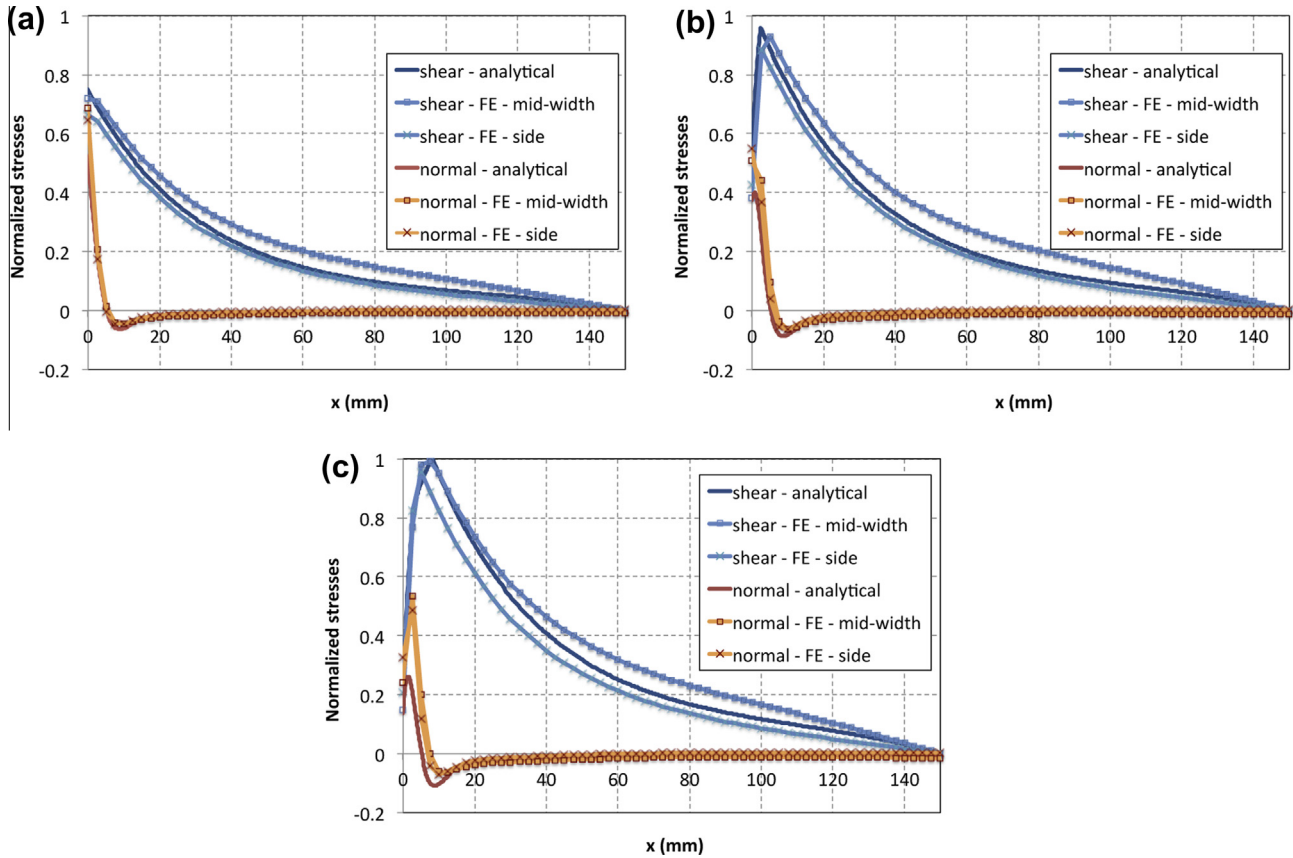 (a)
Normalized stresses
1
0.8
0.6
0.4
0.2
0
-0.2
shear - analytical
shear - FE - mid-width
shear - FE - side
normal - analytical
normal - FE - mid-width
normal - FE - side
0 20 40 60 80 100 120 140
x (mm)
(b)
Normalized stresses
1
0.8
0.6
0.4
0.2
0
-0.2
shear - analytical
shear - FE - mid-width
shear - FE - side
normal - analytical
normal - FE - mid-width
normal - FE - side
0 20 40 60 80 100 120 140
x (mm)
(c)
Normalized stresses
1
0.8
0.6
0.4
0.2
0
-0.2
shear - analytical
shear - FE - mid-width
shear - FE - side
normal - analytical
normal - FE - mid-width
normal - FE - side
0 20 40 60 80 100 120 140
x (mm)